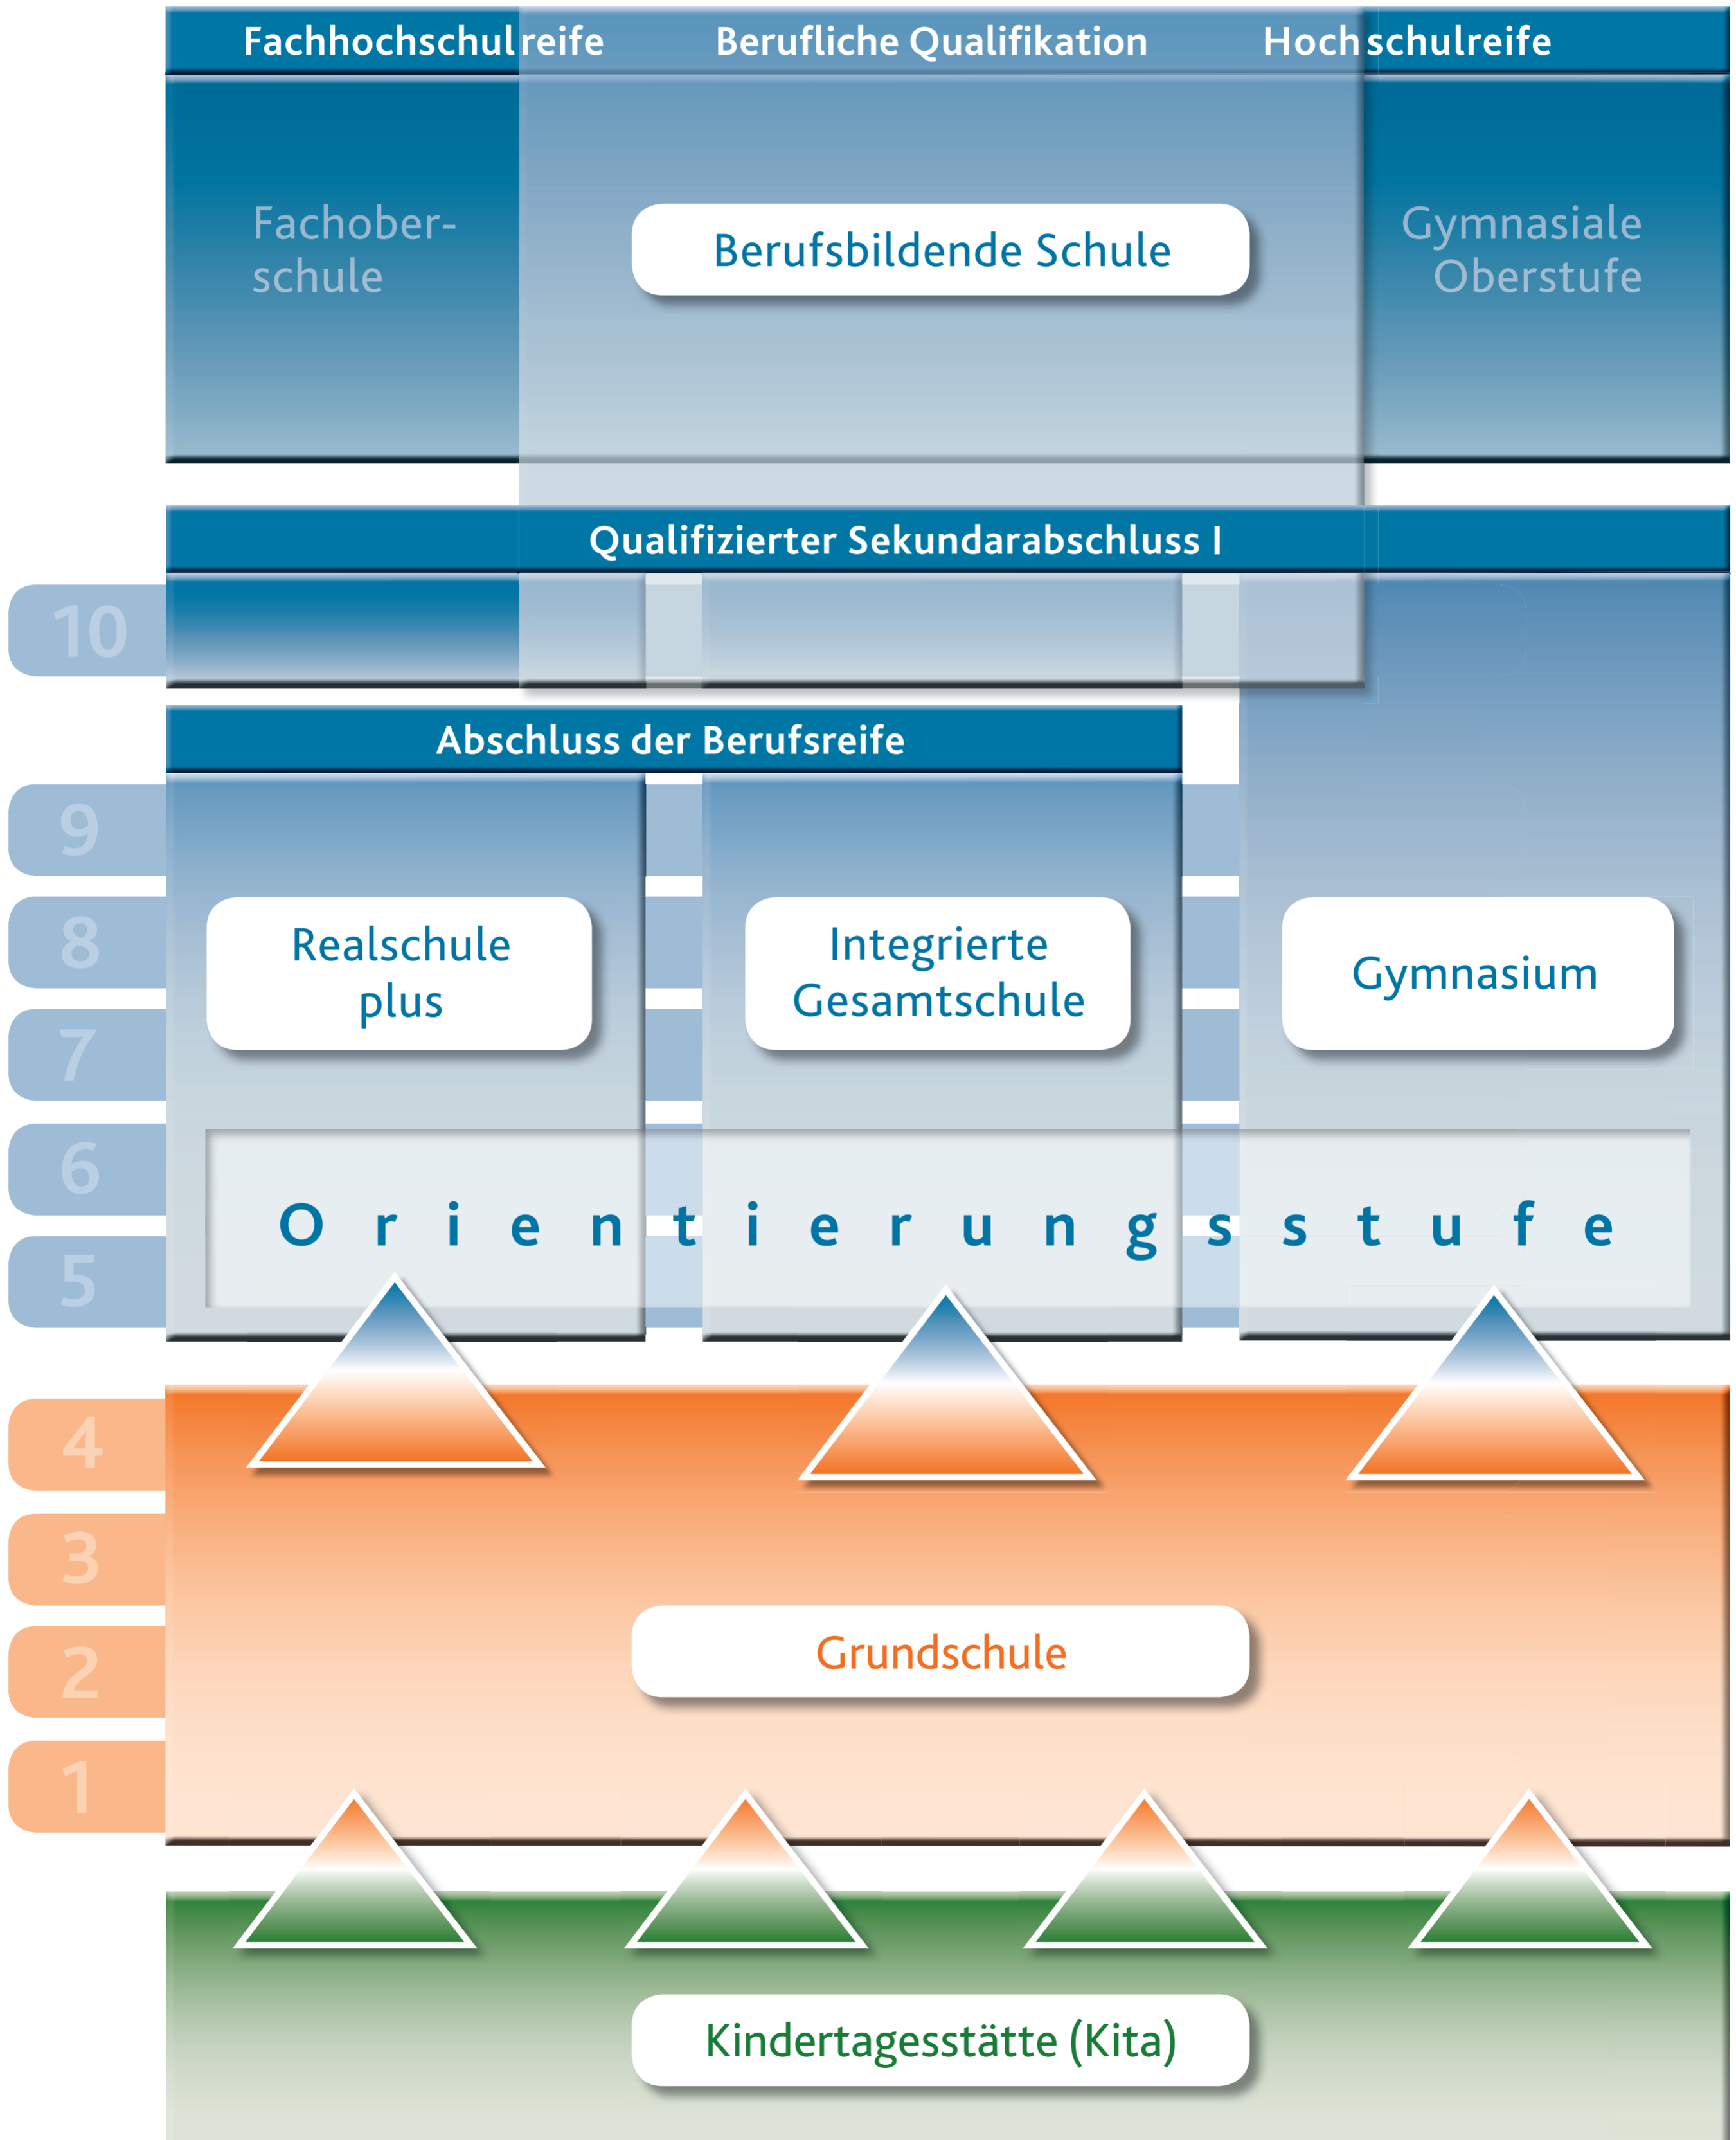 Fachhochschulreife
Berufliche Qualifikation
Hochschulreife
Fachober-
schule
Berufsbildende Schule
Gymnasiale
Oberstufe
Qualifizierter Sekundarabschluss I
10
Abschluss der Berufsreife
9
8
Realschule
plus
Integrierte
Gesamtschule
Gymnasium
7
6
Orientierungsstufe
5
4
3
Grundschule
2
1
Kindertagesstätte (Kita)